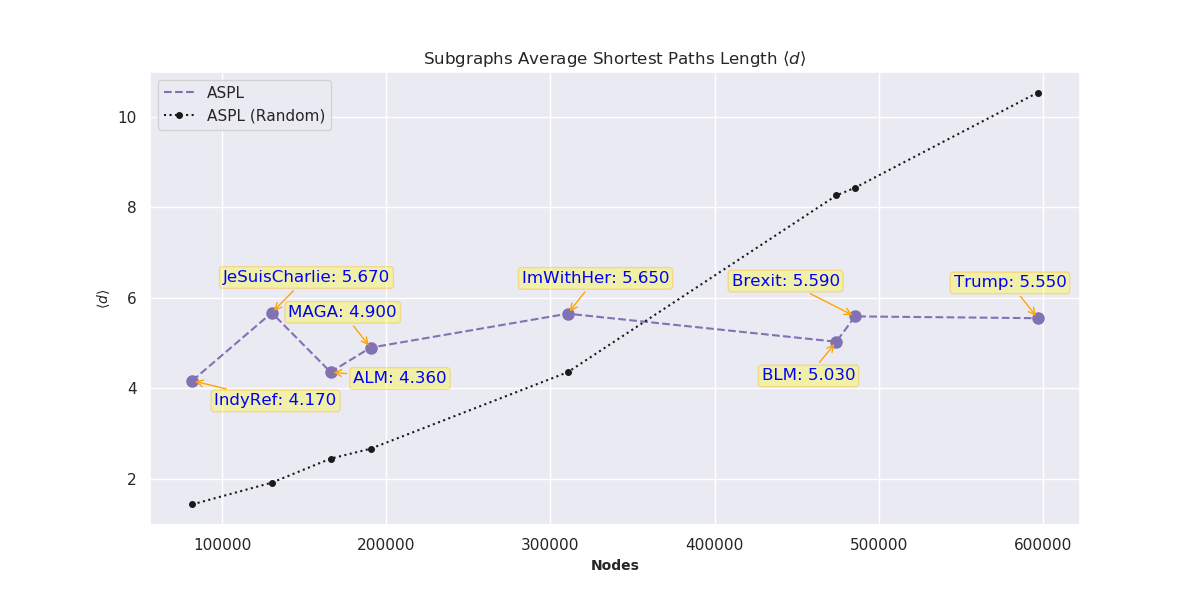 Subgraphs Average Shortest Paths Length ⟨d⟩
ASPL
ASPL (Random)
10
8
6
4
2
⟨d⟩
JeSuisCharlie: 5.670
ImWithHer: 5.650
Brexit: 5.590
Trump: 5.550
MAGA: 4.900
ALM: 4.360
BLM: 5.030
IndyRef: 4.170
100000
200000
300000
400000
500000
600000
Nodes